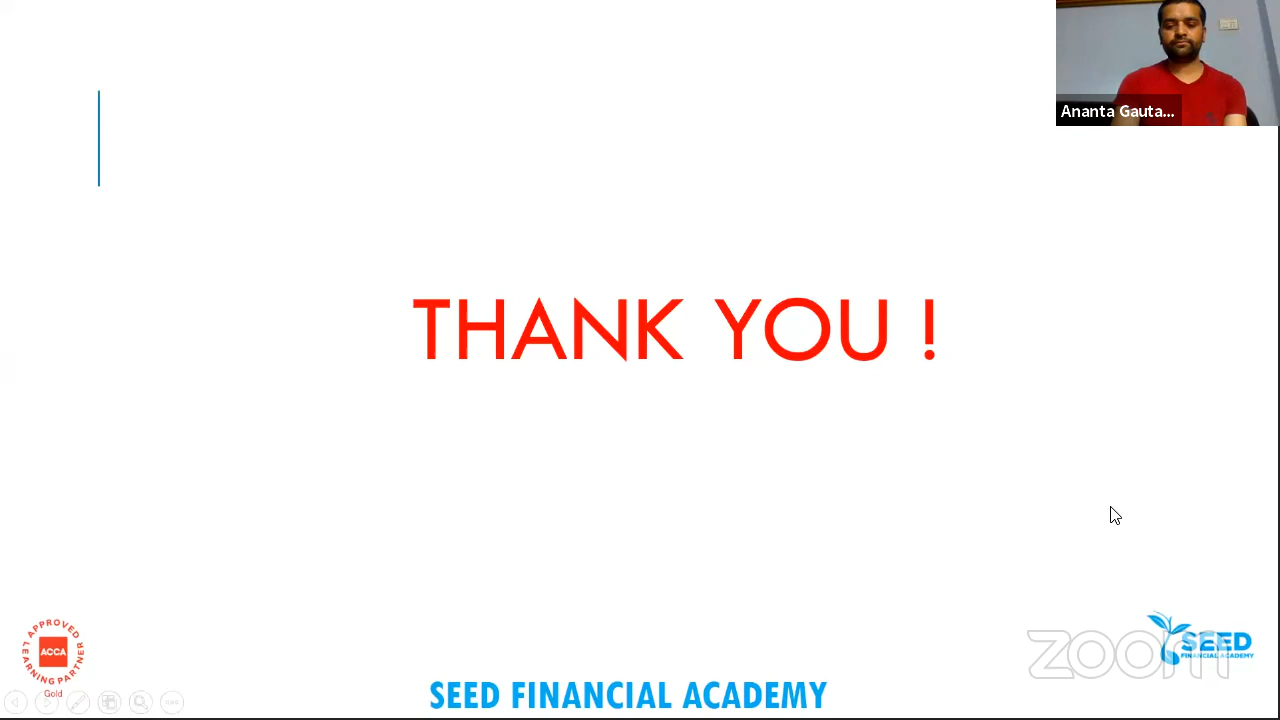 Ananta Gauta...
THANK YOU !
APPROVED
LEARNING PARTNER
ACCA
Gold
SEED
FINANCIAL ACADEMY
zoom
SEED FINANCIAL ACADEMY